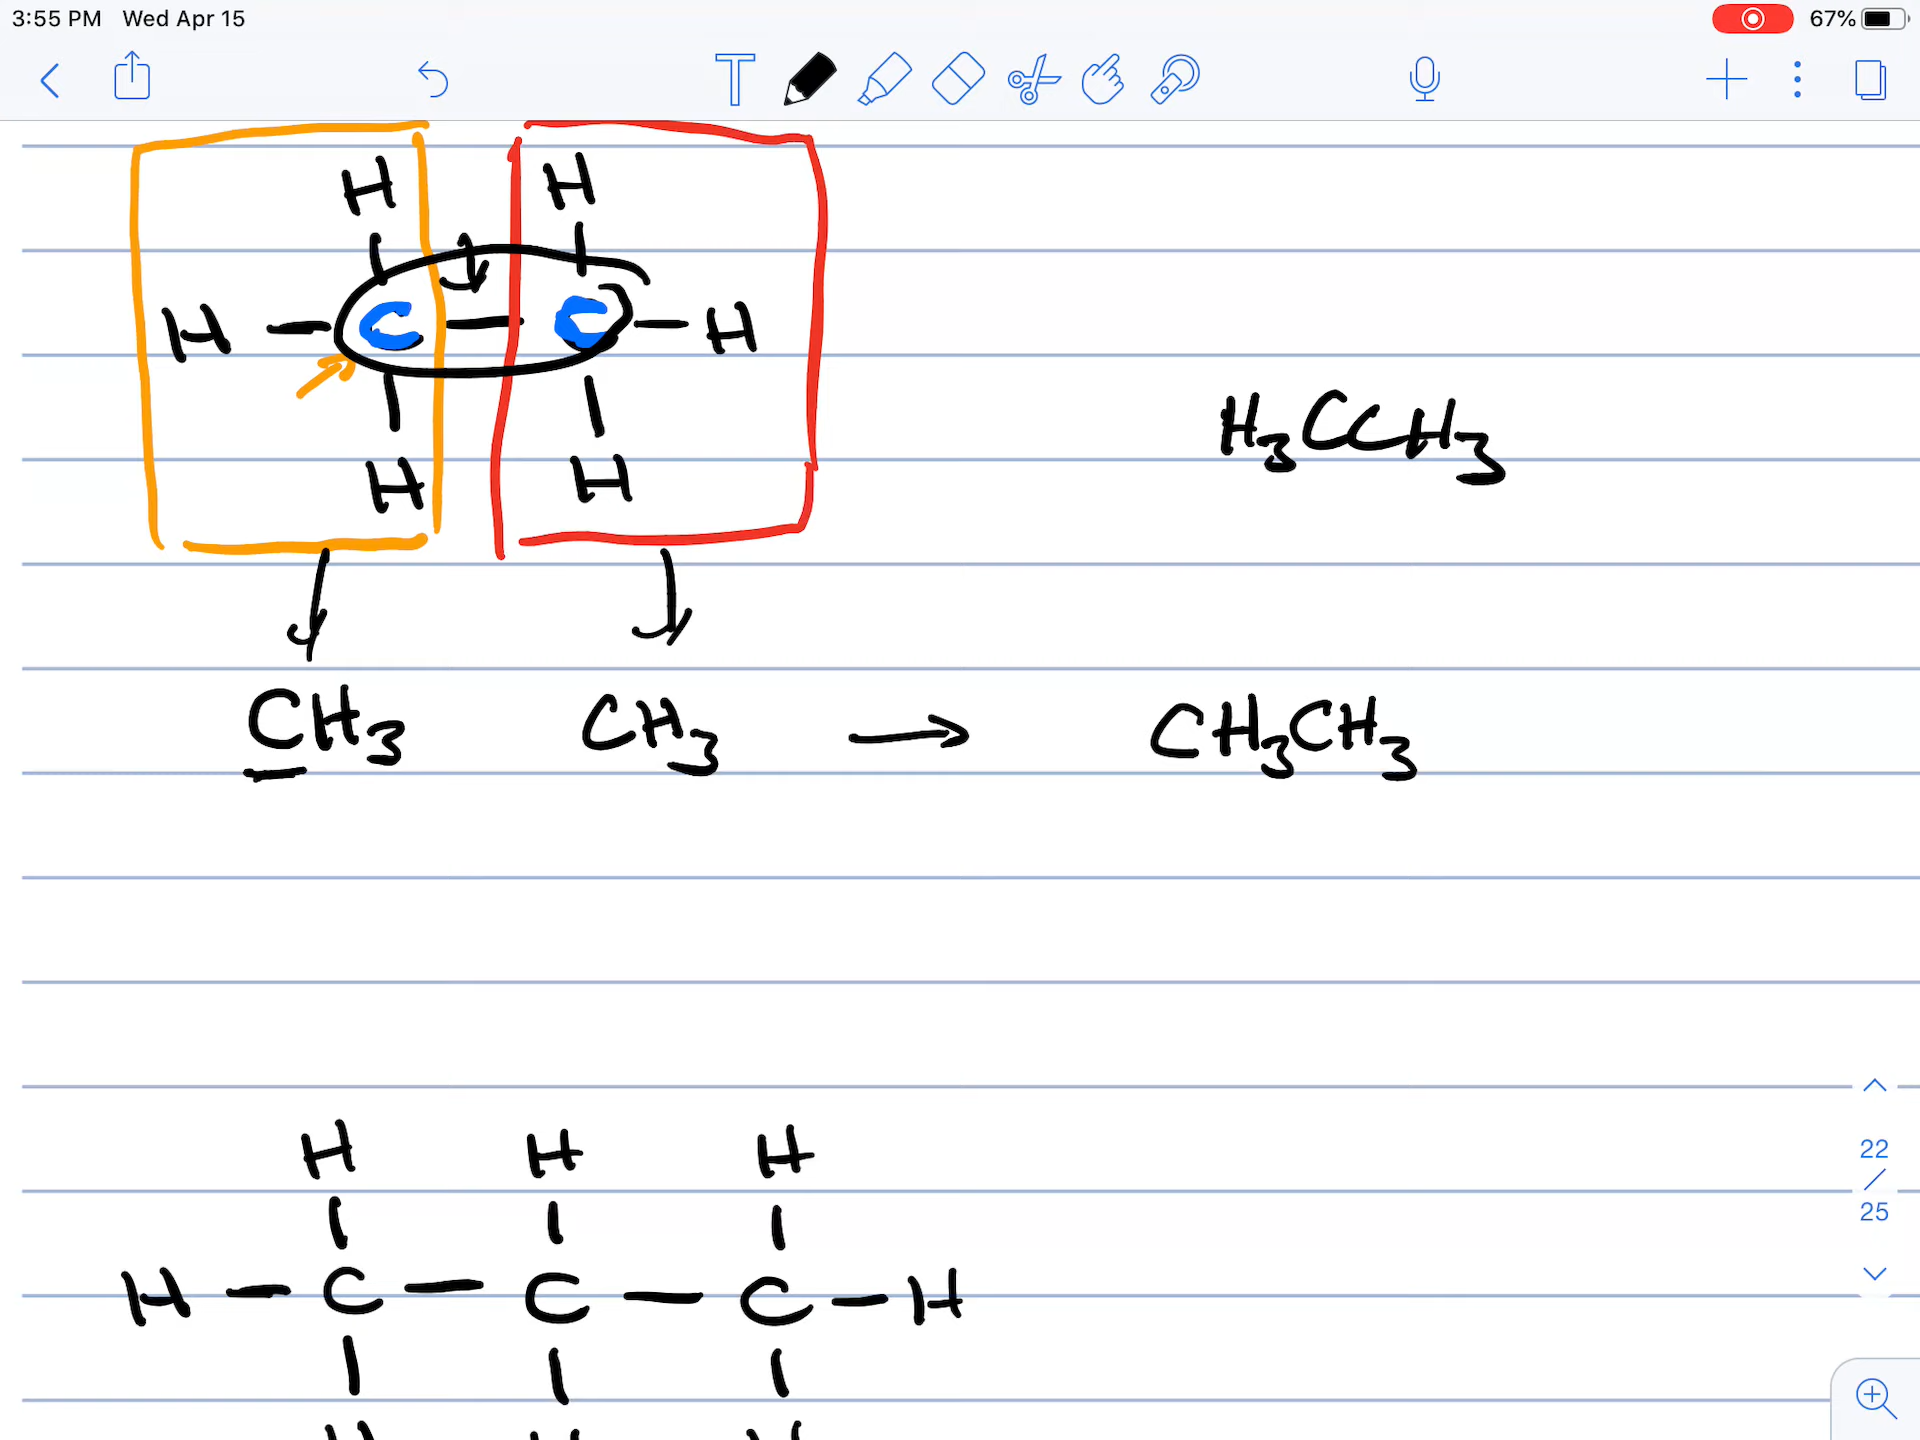 3:55 PM Wed Apr 15 67%
T
H H
H - C - C - H
H H
H3CCH3
CH3 CH3 → CH3CH3
22
/
25
H H H
H - C - C - C - H
H H H